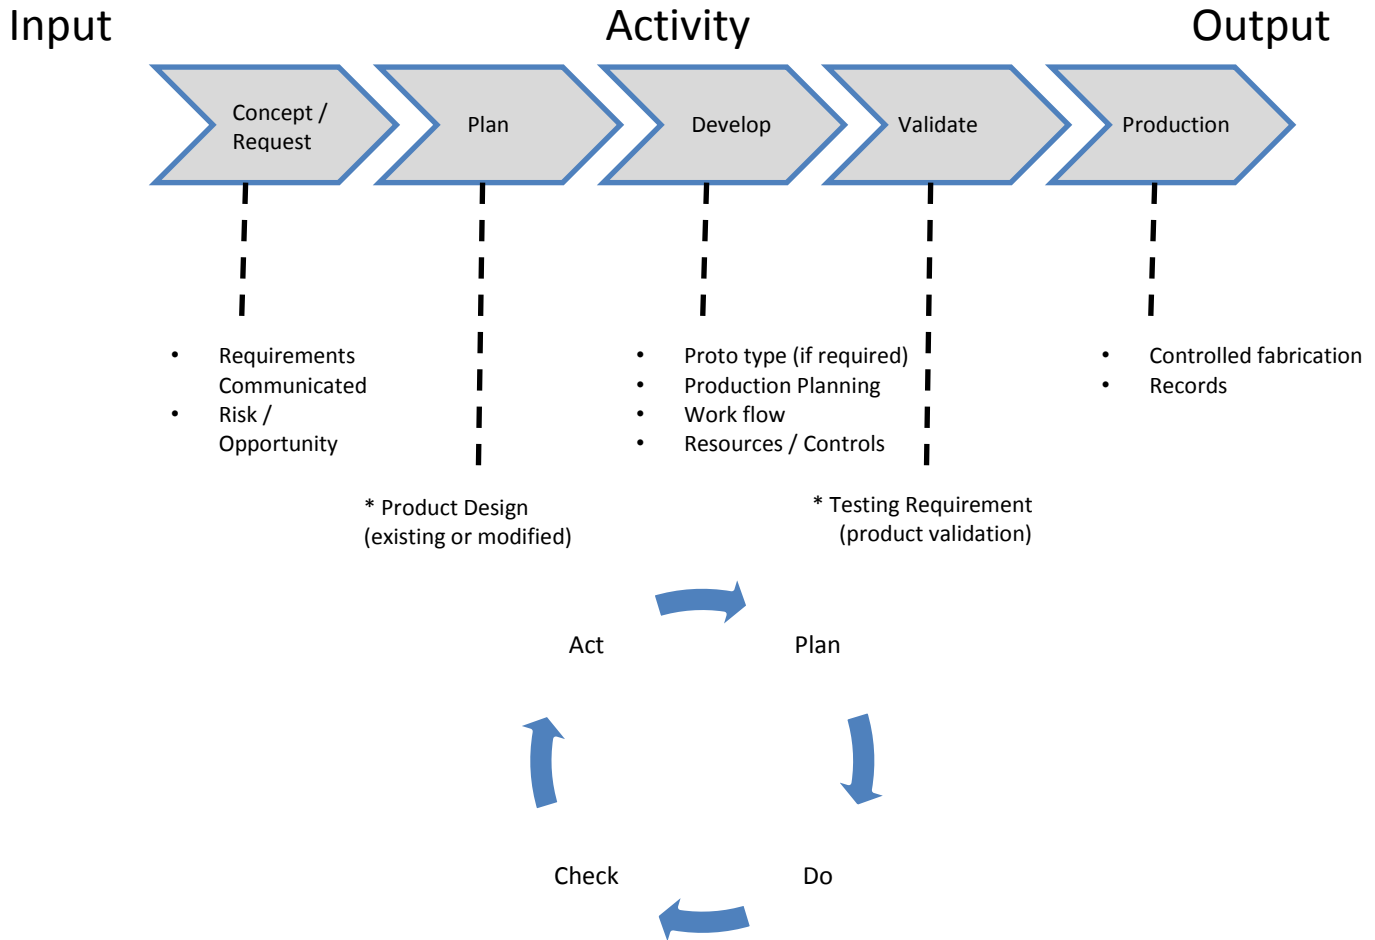 Input
Activity
Output
Concept /
Request
Plan
Develop
Validate
Production
• Requirements
Communicated
• Risk /
Opportunity
• Proto type (if required)
• Production Planning
• Work flow
• Resources / Controls
• Controlled fabrication
• Records
* Product Design
(existing or modified)
* Testing Requirement
(product validation)
Act
Plan
Check
Do